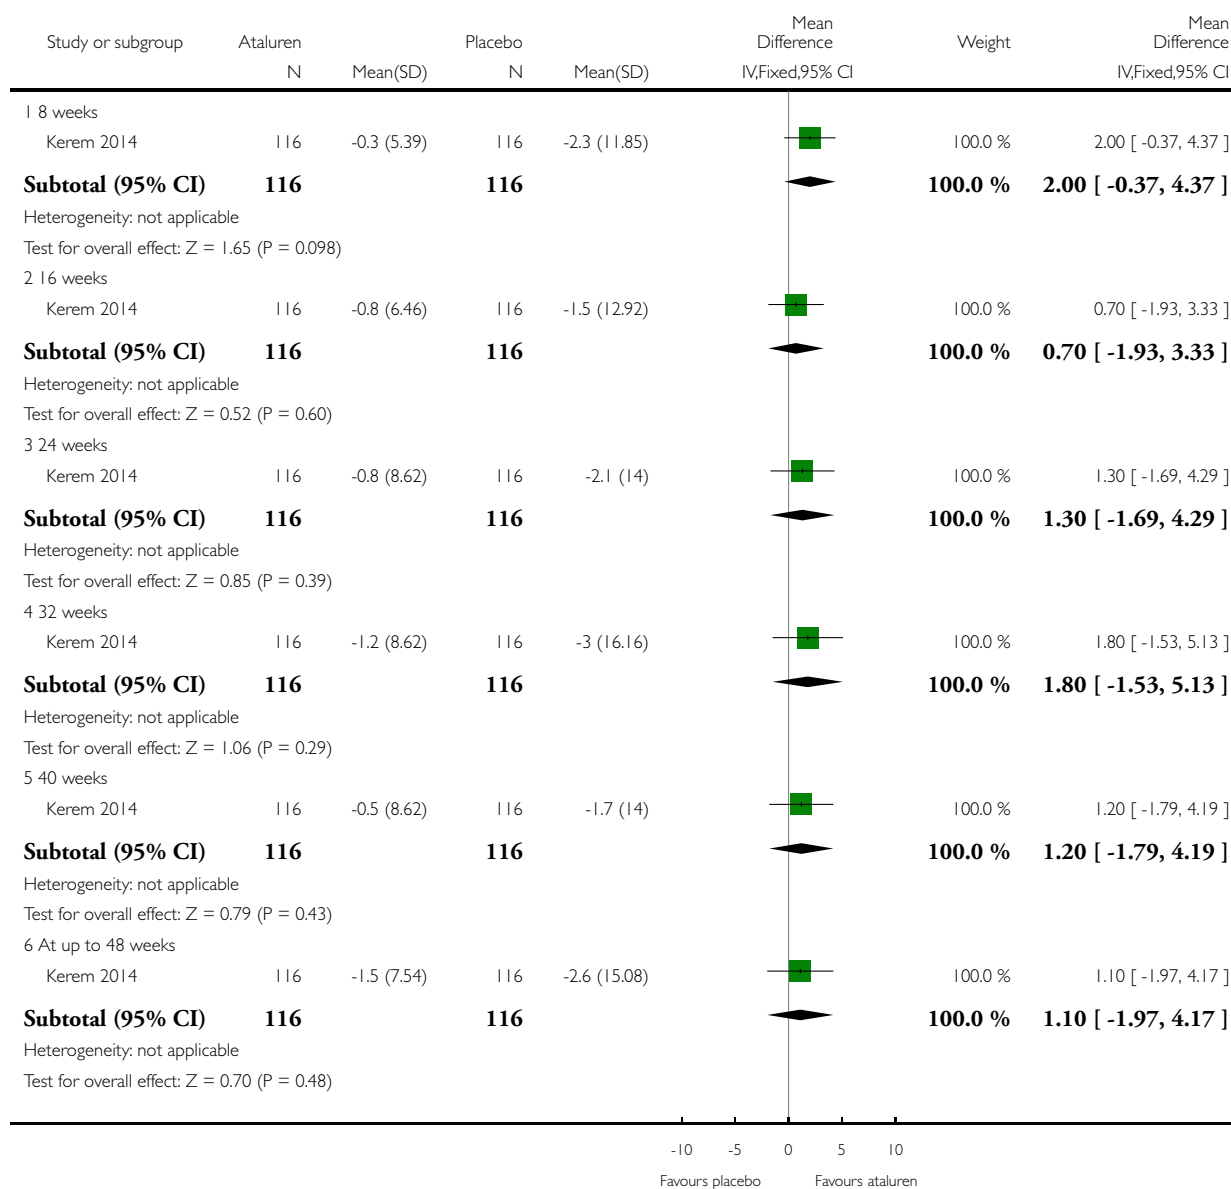 Study or subgroup Ataluren Placebo Mean Difference Weight Mean Difference
N Mean(SD) N Mean(SD) IV,Fixed,95% CI IV,Fixed,95% CI
1 8 weeks
Kerem 2014 116 -0.3 (5.39) 116 -2.3 (11.85) 100.0 % 2.00 [ -0.37, 4.37 ]
Subtotal (95% CI) 116 116 100.0 % 2.00 [ -0.37, 4.37 ]
Heterogeneity: not applicable
Test for overall effect: Z = 1.65 (P = 0.098)
2 16 weeks
Kerem 2014 116 -0.8 (6.46) 116 -1.5 (12.92) 100.0 % 0.70 [ -1.93, 3.33 ]
Subtotal (95% CI) 116 116 100.0 % 0.70 [ -1.93, 3.33 ]
Heterogeneity: not applicable
Test for overall effect: Z = 0.52 (P = 0.60)
3 24 weeks
Kerem 2014 116 -0.8 (8.62) 116 -2.1 (14) 100.0 % 1.30 [ -1.69, 4.29 ]
Subtotal (95% CI) 116 116 100.0 % 1.30 [ -1.69, 4.29 ]
Heterogeneity: not applicable
Test for overall effect: Z = 0.85 (P = 0.39)
4 32 weeks
Kerem 2014 116 -1.2 (8.62) 116 -3 (16.16) 100.0 % 1.80 [ -1.53, 5.13 ]
Subtotal (95% CI) 116 116 100.0 % 1.80 [ -1.53, 5.13 ]
Heterogeneity: not applicable
Test for overall effect: Z = 1.06 (P = 0.29)
5 40 weeks
Kerem 2014 116 -0.5 (8.62) 116 -1.7 (14) 100.0 % 1.20 [ -1.79, 4.19 ]
Subtotal (95% CI) 116 116 100.0 % 1.20 [ -1.79, 4.19 ]
Heterogeneity: not applicable
Test for overall effect: Z = 0.79 (P = 0.43)
6 At up to 48 weeks
Kerem 2014 116 -1.5 (7.54) 116 -2.6 (15.08) 100.0 % 1.10 [ -1.97, 4.17 ]
Subtotal (95% CI) 116 116 100.0 % 1.10 [ -1.97, 4.17 ]
Heterogeneity: not applicable
Test for overall effect: Z = 0.70 (P = 0.48)
-10 -5 0 5 10
Favours placebo Favours ataluren